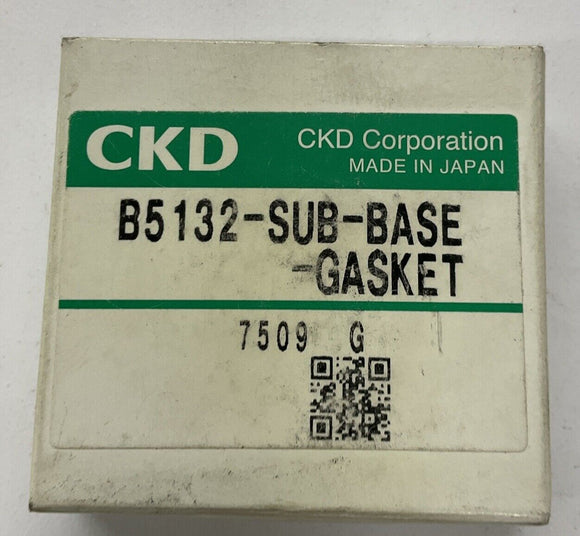 CKD
CKD Corporation
MADE IN JAPAN
B5132-SUB-BASE
-GASKET
7509 G